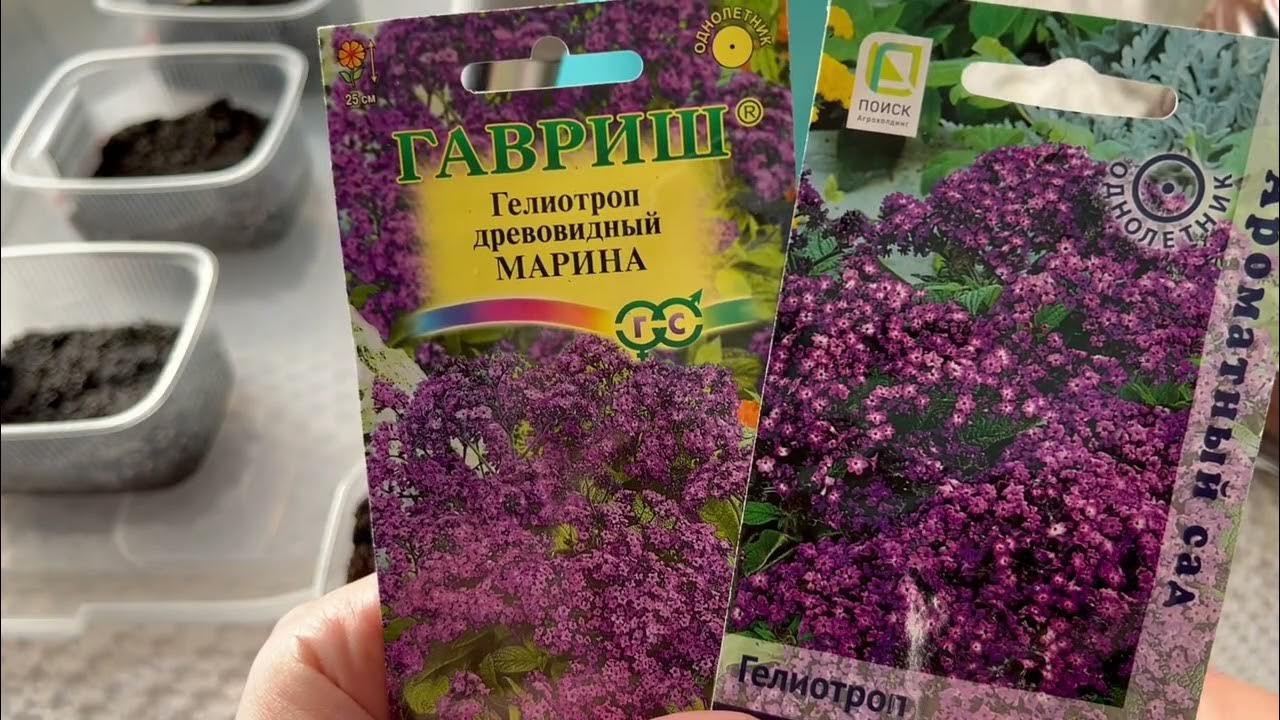 ОДНОЛЕТНИК
25 см
ГАВРИШ®
Гелиотроп
древовидный
МАРИНА
Г С
ПОИСК
Агрохолдинг
ОДНОЛЕТНИК
Ароматный сад
Гелиотроп